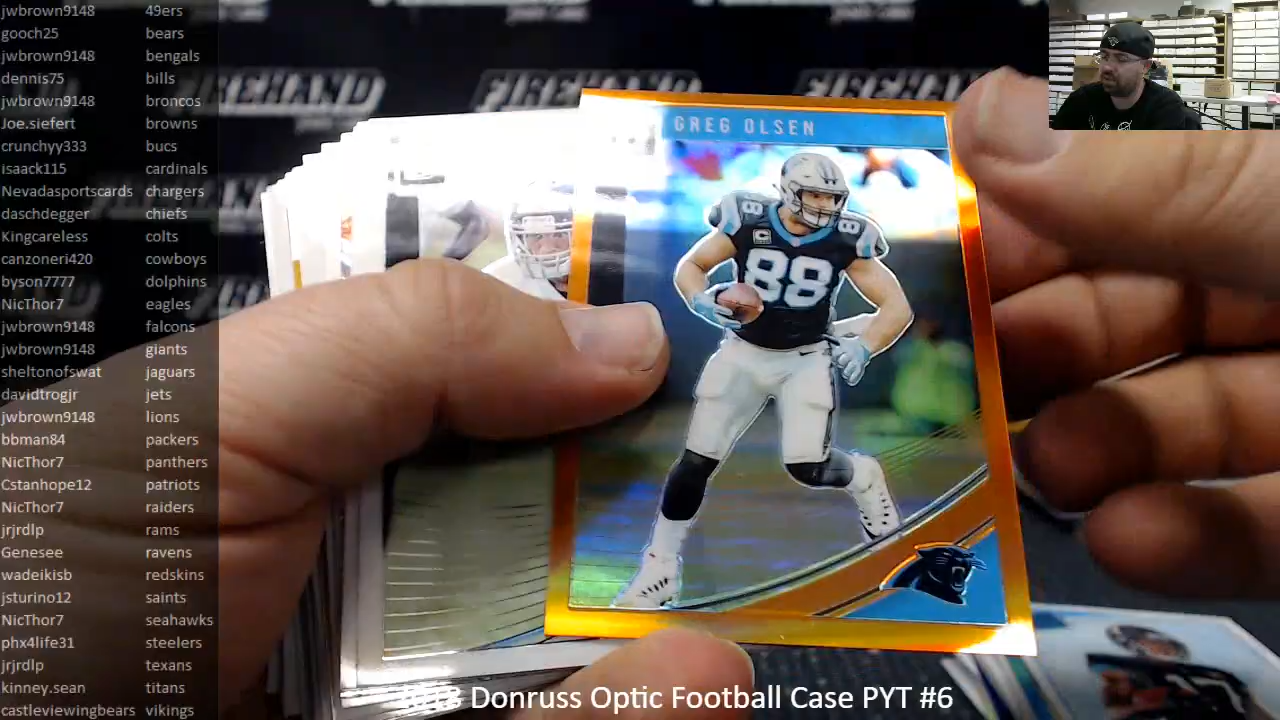 jwbrown9148 49ers
gooch25 bears
jwbrown9148 bengals
dennis75 bills
jwbrown9148 broncos
Joe.siefert browns
crunchyy333 bucs
isaack115 cardinals
Nevadasportscards chargers
daschdegger chiefs
Kingcareless colts
canzoneri420 cowboys
byson7777 dolphins
NicThor7 eagles
jwbrown9148 falcons
jwbrown9148 giants
sheltonofswat jaguars
davidtrogjr jets
jwbrown9148 lions
bbman84 packers
NicThor7 panthers
Cstanhope12 patriots
NicThor7 raiders
jrjrdlp rams
Genesee ravens
wadeikisb redskins
jsturino12 saints
NicThor7 seahawks
phx4life31 steelers
jrjrdlp texans
kinney.sean titans
castleviewingbears vikings
GREG OLSEN
88
88
88
2018 Donruss Optic Football Case PYT #6